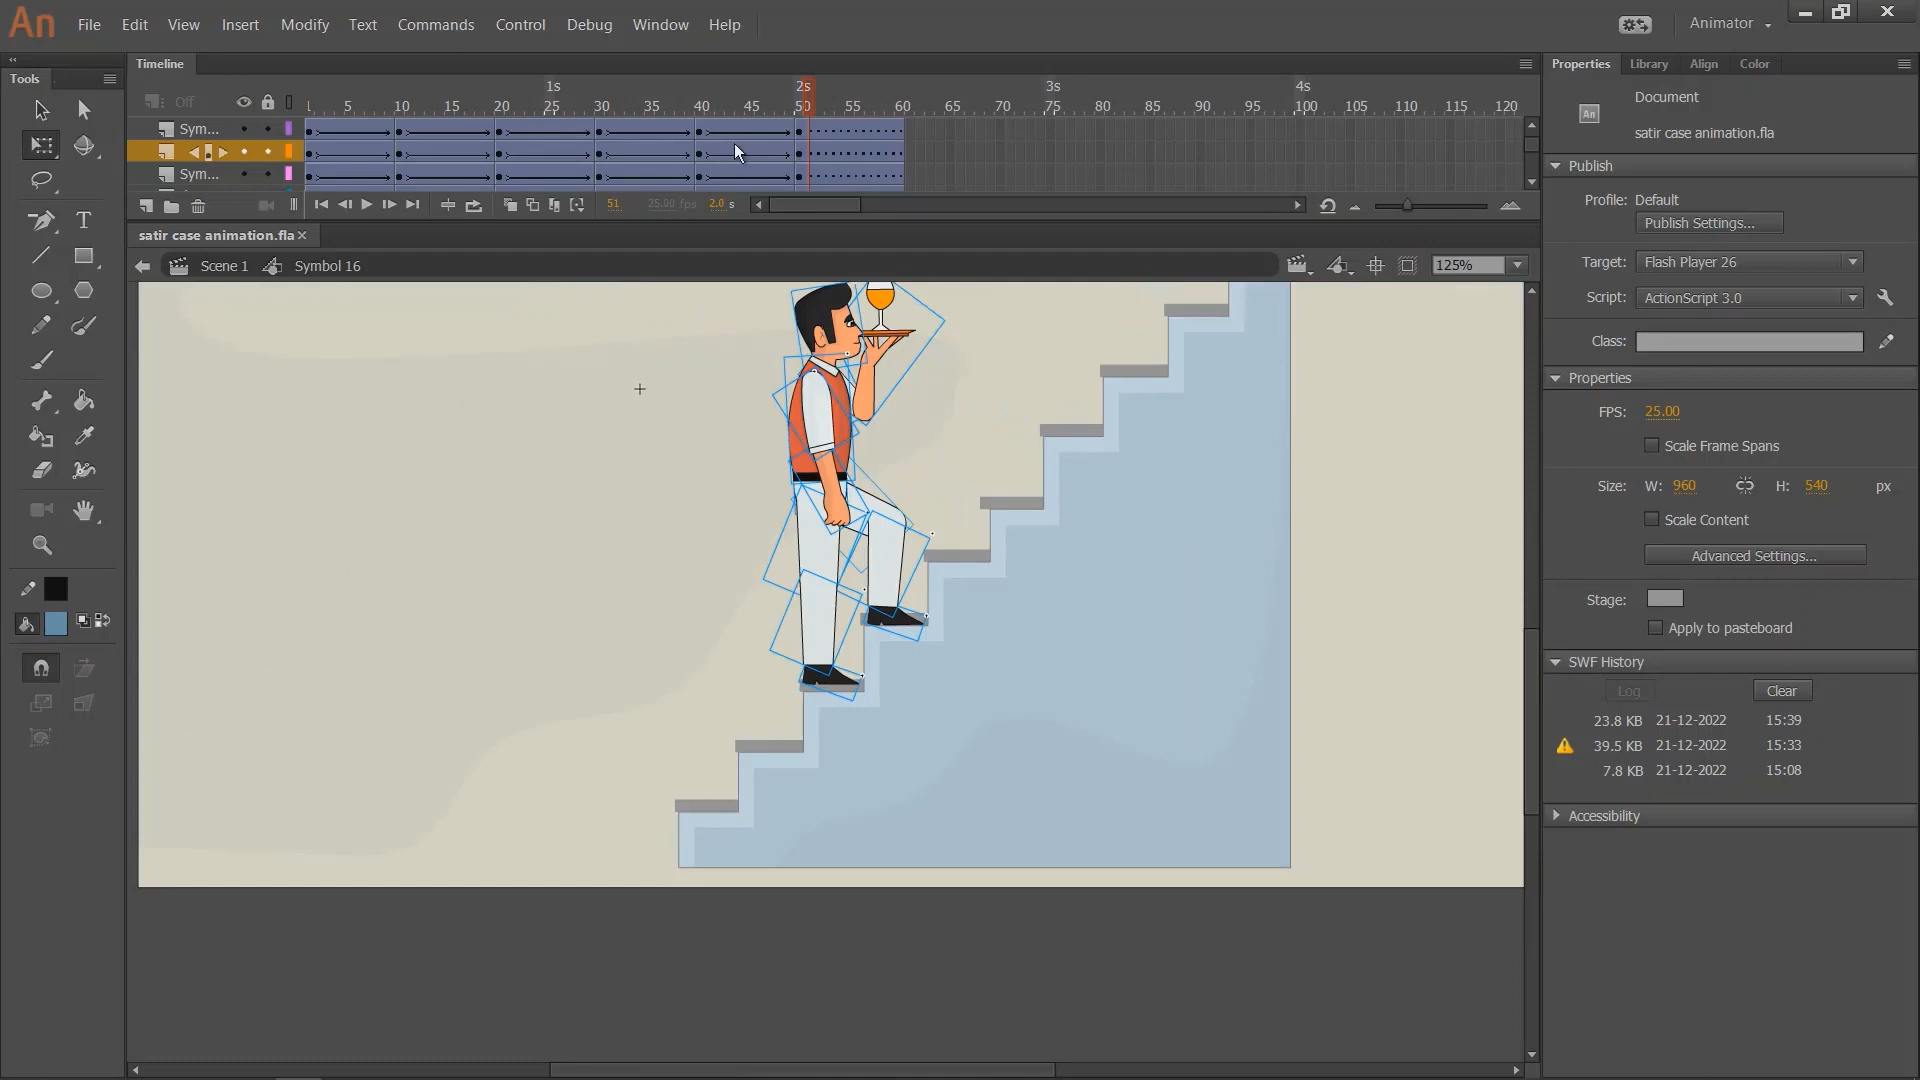 An File Edit View Insert Modify Text Commands Control Debug Window Help Animator
Tools
Timeline
Properties Library Align Color
Off
1s 2s 3s 4s
1 5 10 15 20 25 30 35 40 45 50 55 60 65 70 75 80 85 90 95 100 105 110 115 120
Sym...
Sym...
51 25.00 fps 2.0 s
satir case animation.fla
Scene 1 Symbol 16 125%
An
Document
satir case animation.fla
Publish
Profile: Default
Publish Settings...
Target: Flash Player 26
Script: ActionScript 3.0
Class:
Properties
FPS: 25.00
Scale Frame Spans
Size: W: 960 H: 540 px
Scale Content
Advanced Settings...
Stage:
Apply to pasteboard
SWF History
Log Clear
23.8 KB 21-12-2022 15:39
39.5 KB 21-12-2022 15:33
7.8 KB 21-12-2022 15:08
Accessibility